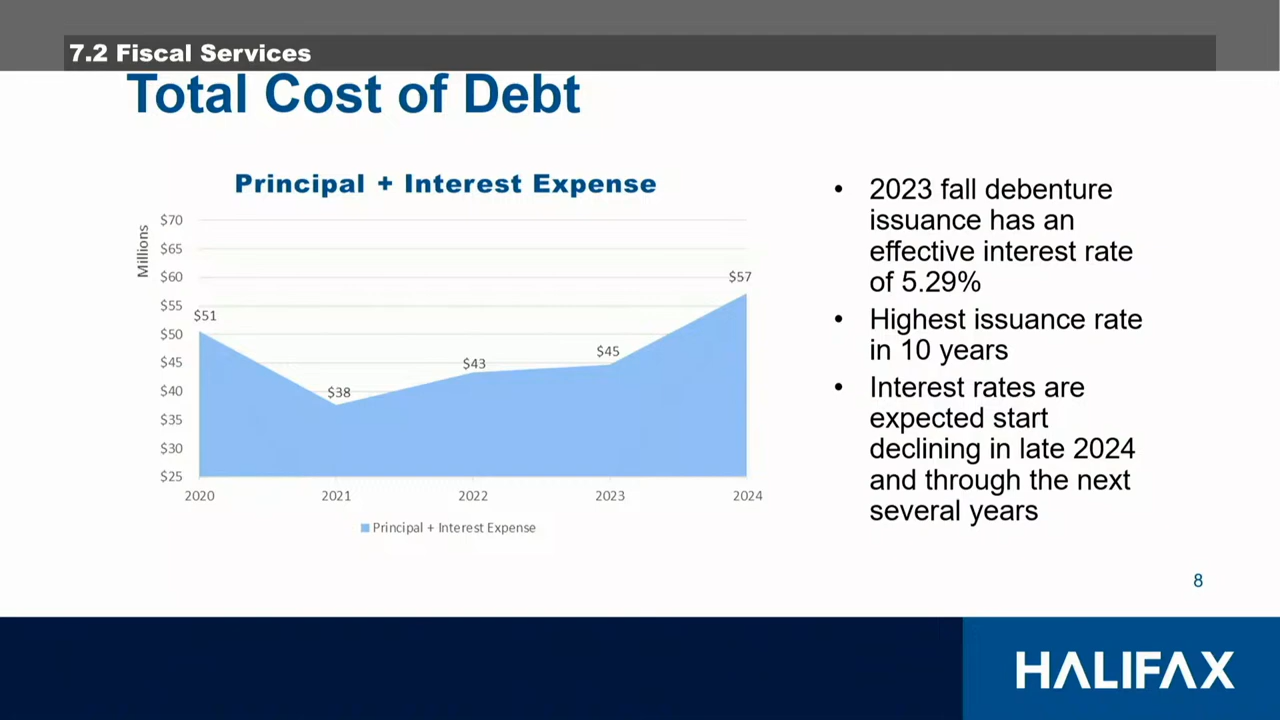 7.2 Fiscal Services
Total Cost of Debt
Principal + Interest Expense
Millions
$70
$65
$60
$55
$50
$45
$40
$35
$30
$25
$51
$38
$43
$45
$57
2020
2021
2022
2023
2024
Principal + Interest Expense
• 2023 fall debenture
issuance has an
effective interest rate
of 5.29%
• Highest issuance rate
in 10 years
• Interest rates are
expected start
declining in late 2024
and through the next
several years
8
HALIFAX